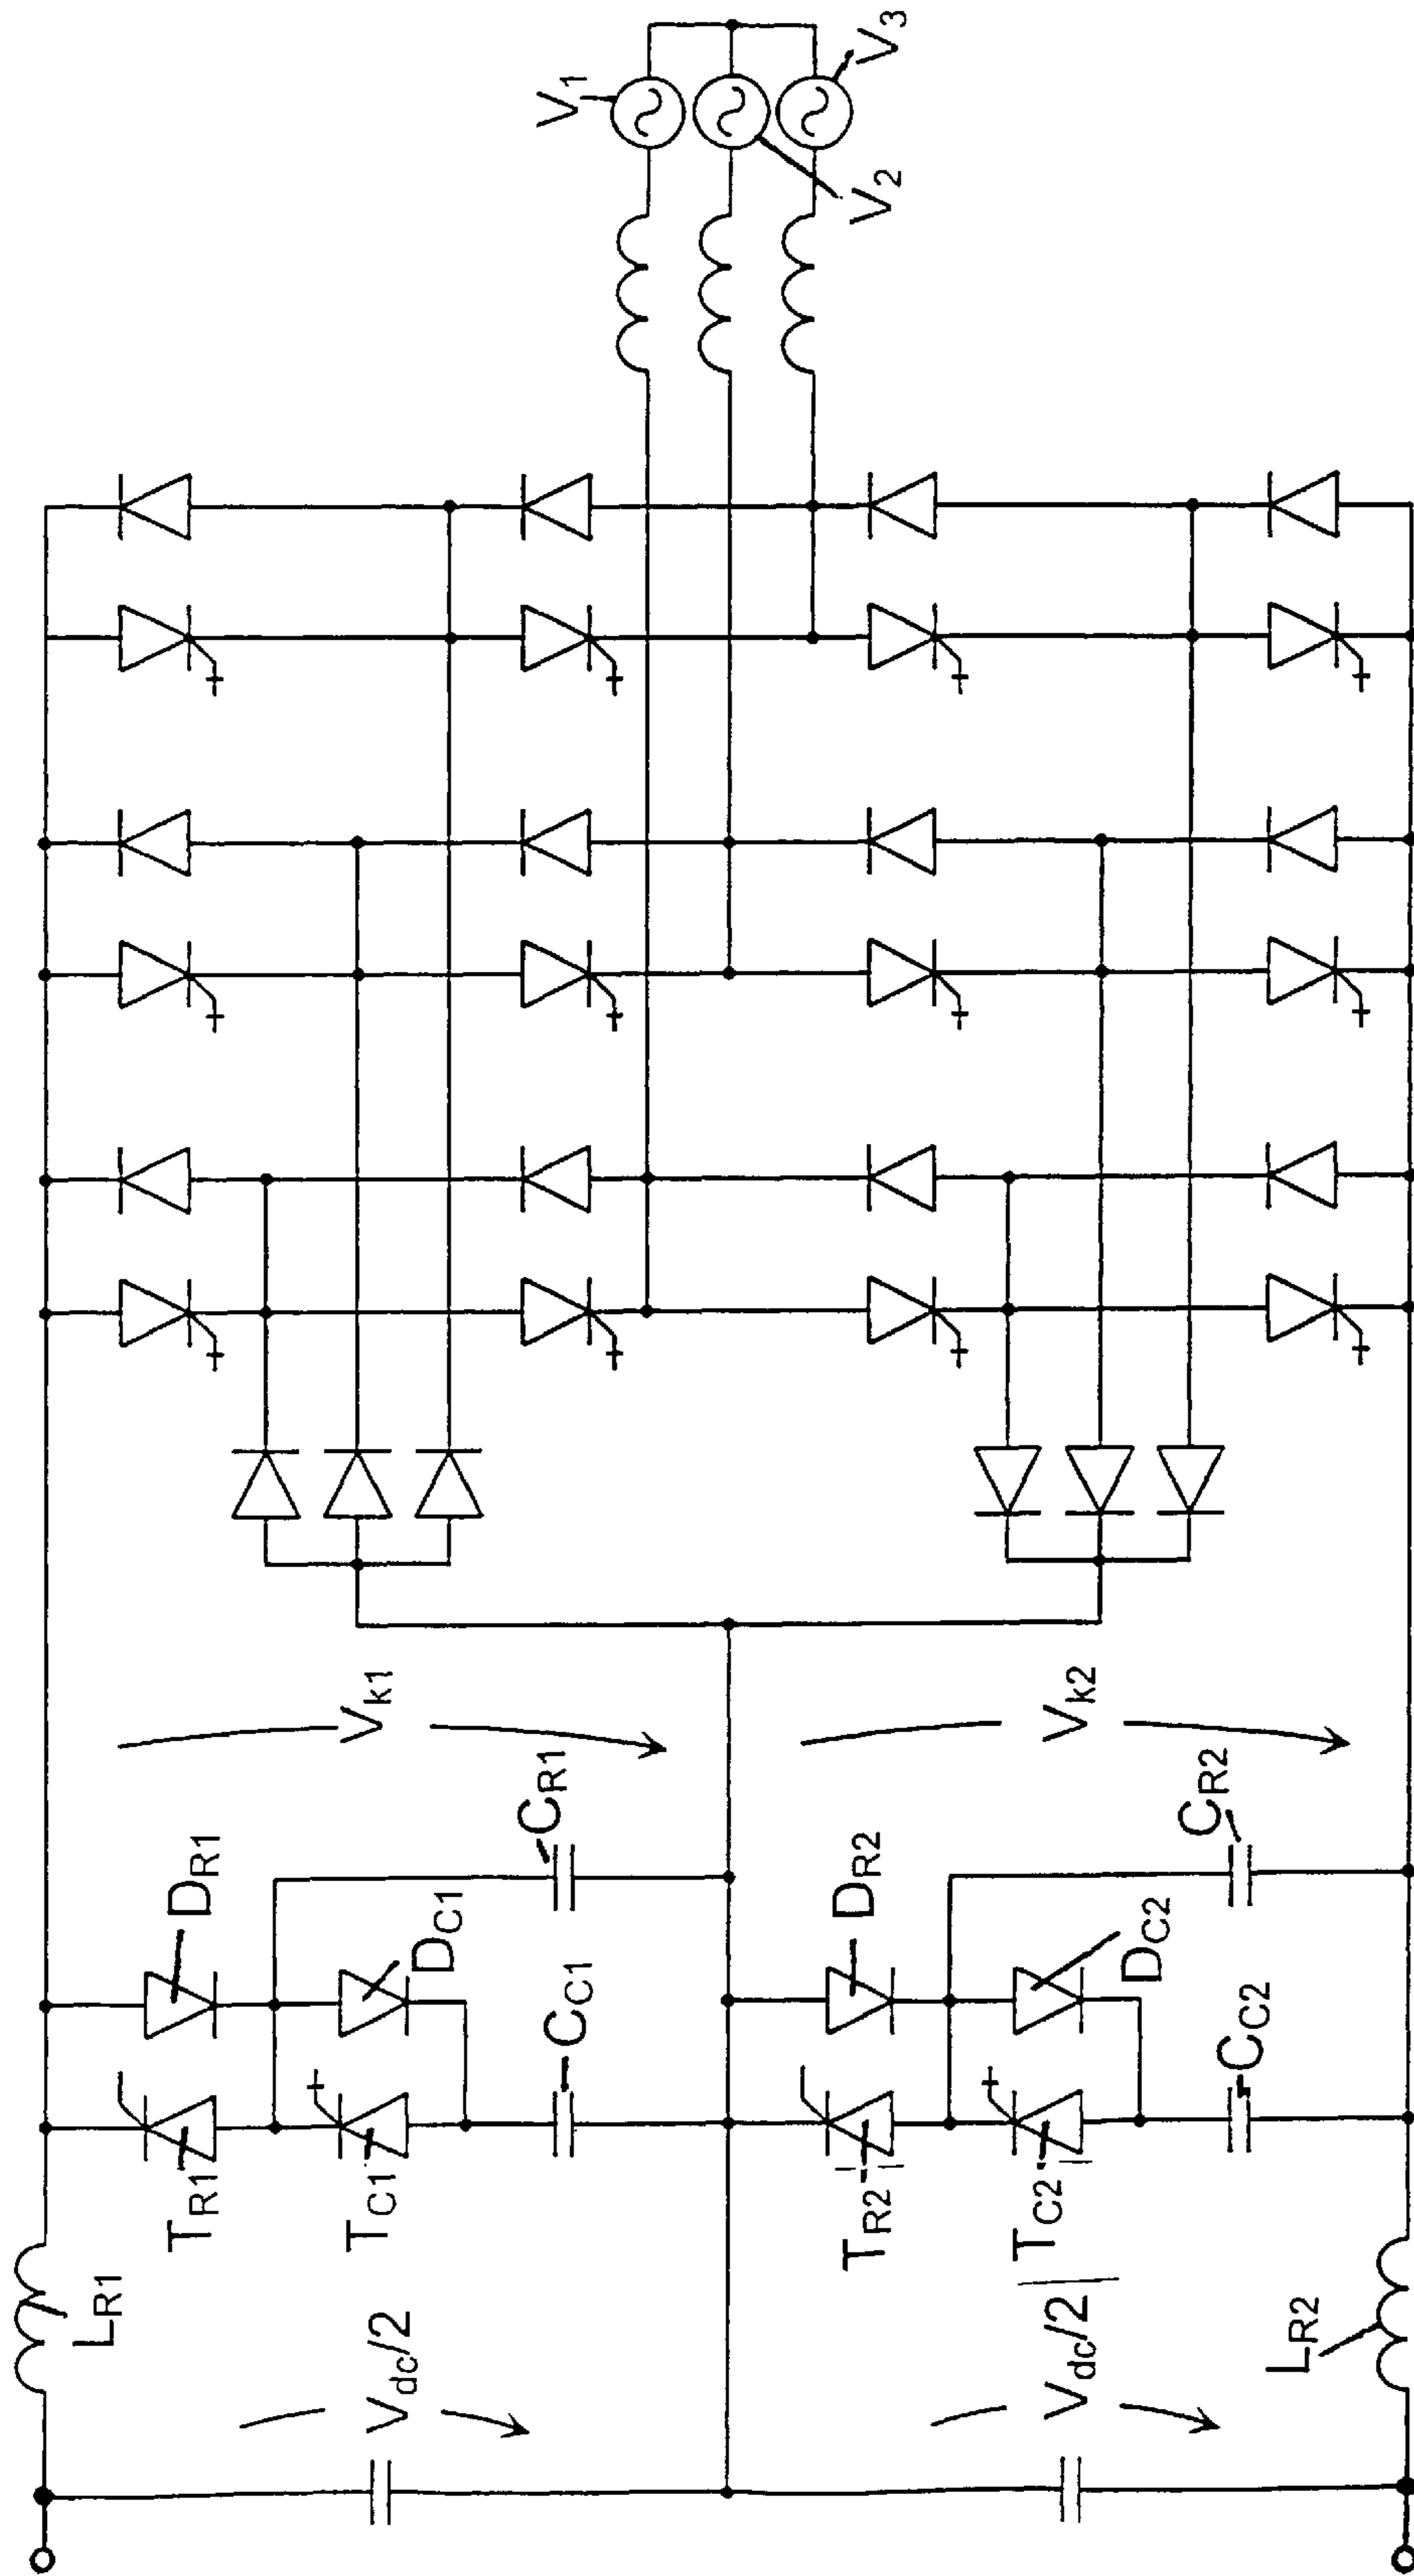 V1
V2
V3
Vk1
Vk2
DR1
CR1
DC1
CC1
TR1
TC1
LR1
Vdc/2
DR2
CR2
DC2
CC2
TR2
TC2
LR2
Vdc/2